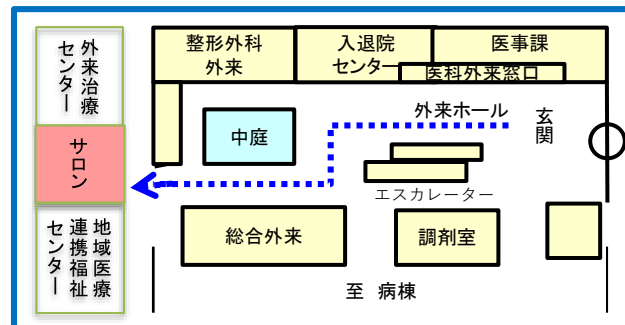 外来治療
センター
サロン
地域医療
連携福祉
センター
整形外科
外来
入退院
センター
医事課
医科外来窓口
中庭
外来ホール
玄関
エスカレーター
総合外来
調剤室
至 病棟